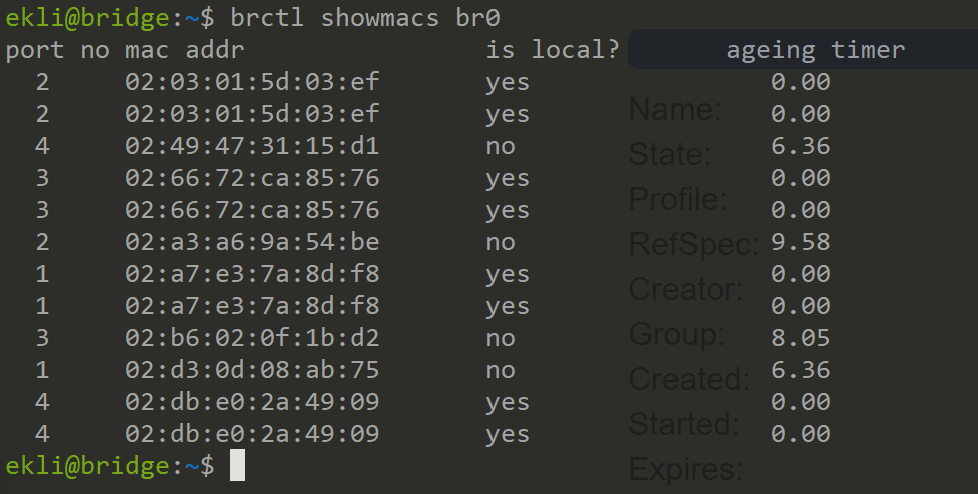 ekli@bridge:~$ brctl showmacs br0
port no mac addr is local? ageing timer
2 02:03:01:5d:03:ef yes 0.00
2 02:03:01:5d:03:ef yes 0.00
Name:
4 02:49:47:31:15:d1 no 6.36
State:
3 02:66:72:ca:85:76 yes 0.00
3 02:66:72:ca:85:76 yes 0.00
Profile:
2 02:a3:a6:9a:54:be no 9.58
RefSpec:
1 02:a7:e3:7a:8d:f8 yes 0.00
Creator:
1 02:a7:e3:7a:8d:f8 yes 0.00
3 02:b6:02:0f:1b:d2 no 8.05
Group:
1 02:d3:0d:08:ab:75 no 6.36
Created:
4 02:db:e0:2a:49:09 yes 0.00
Started:
4 02:db:e0:2a:49:09 yes 0.00
ekli@bridge:~$
Expires: